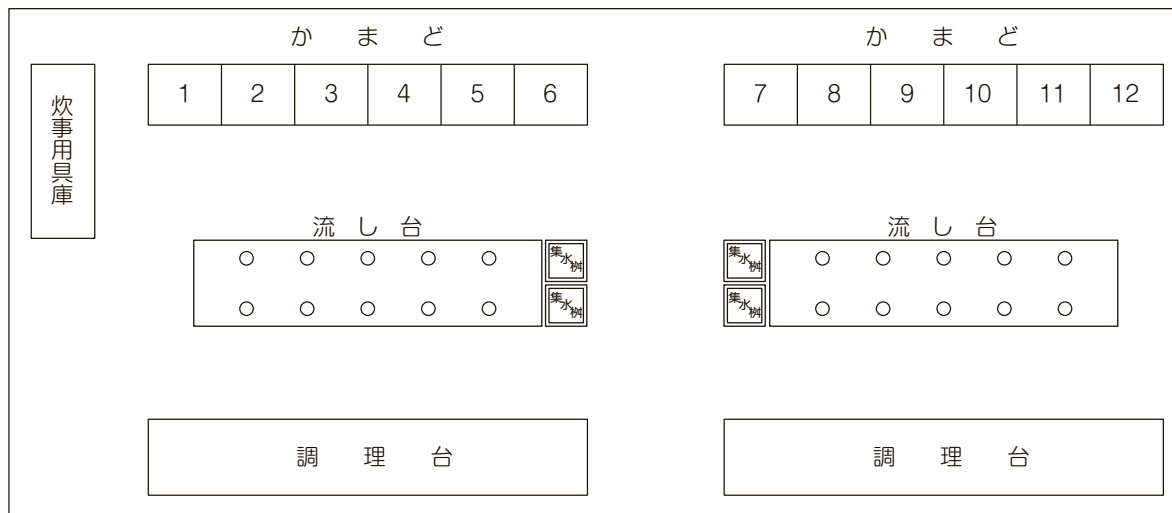 かまど
かまど
炊事用具庫
1 2 3 4 5 6
7 8 9 10 11 12
流し台
流し台
集水桝
集水桝
集水桝
集水桝
調理台
調理台